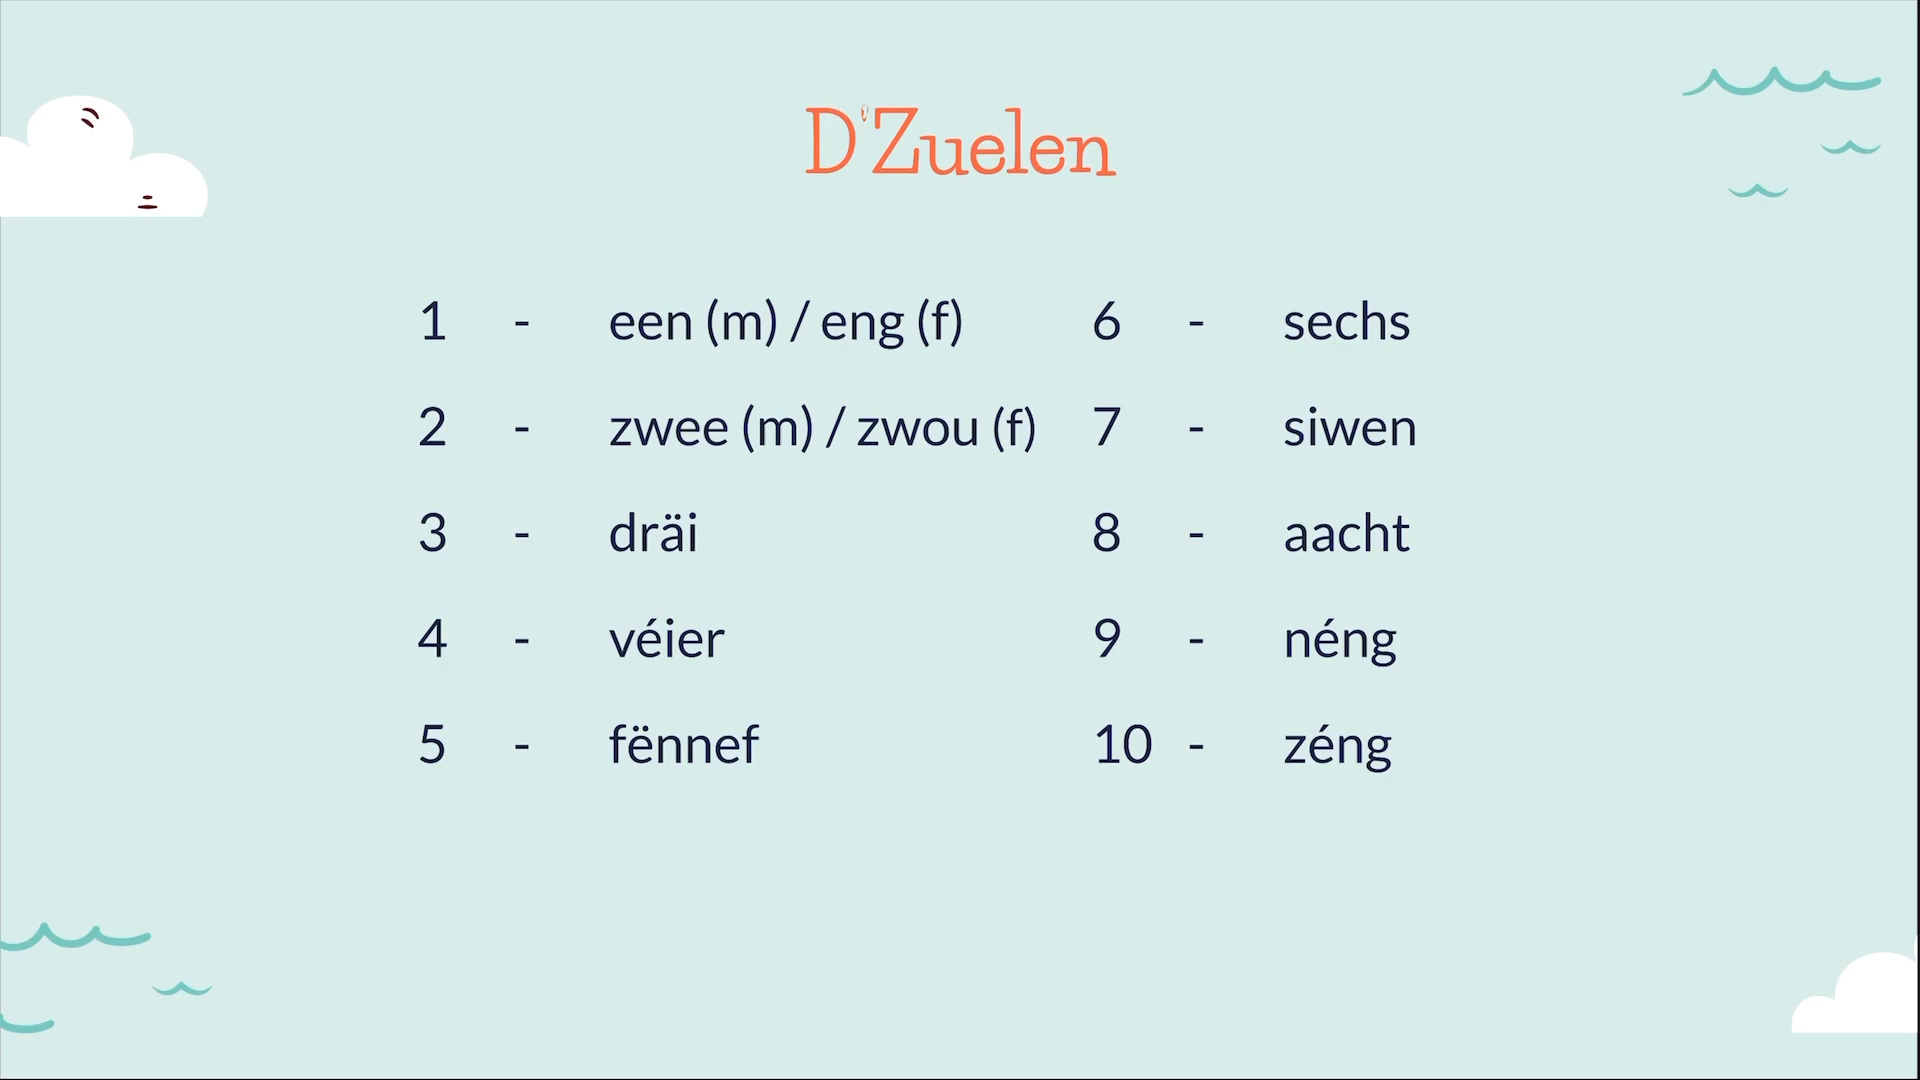 D'Zuelen
1 - een (m) / eng (f)
2 - zwee (m) / zwou (f)
3 - dräi
4 - véier
5 - fënnef
6 - sechs
7 - siwen
8 - aacht
9 - néng
10 - zéng